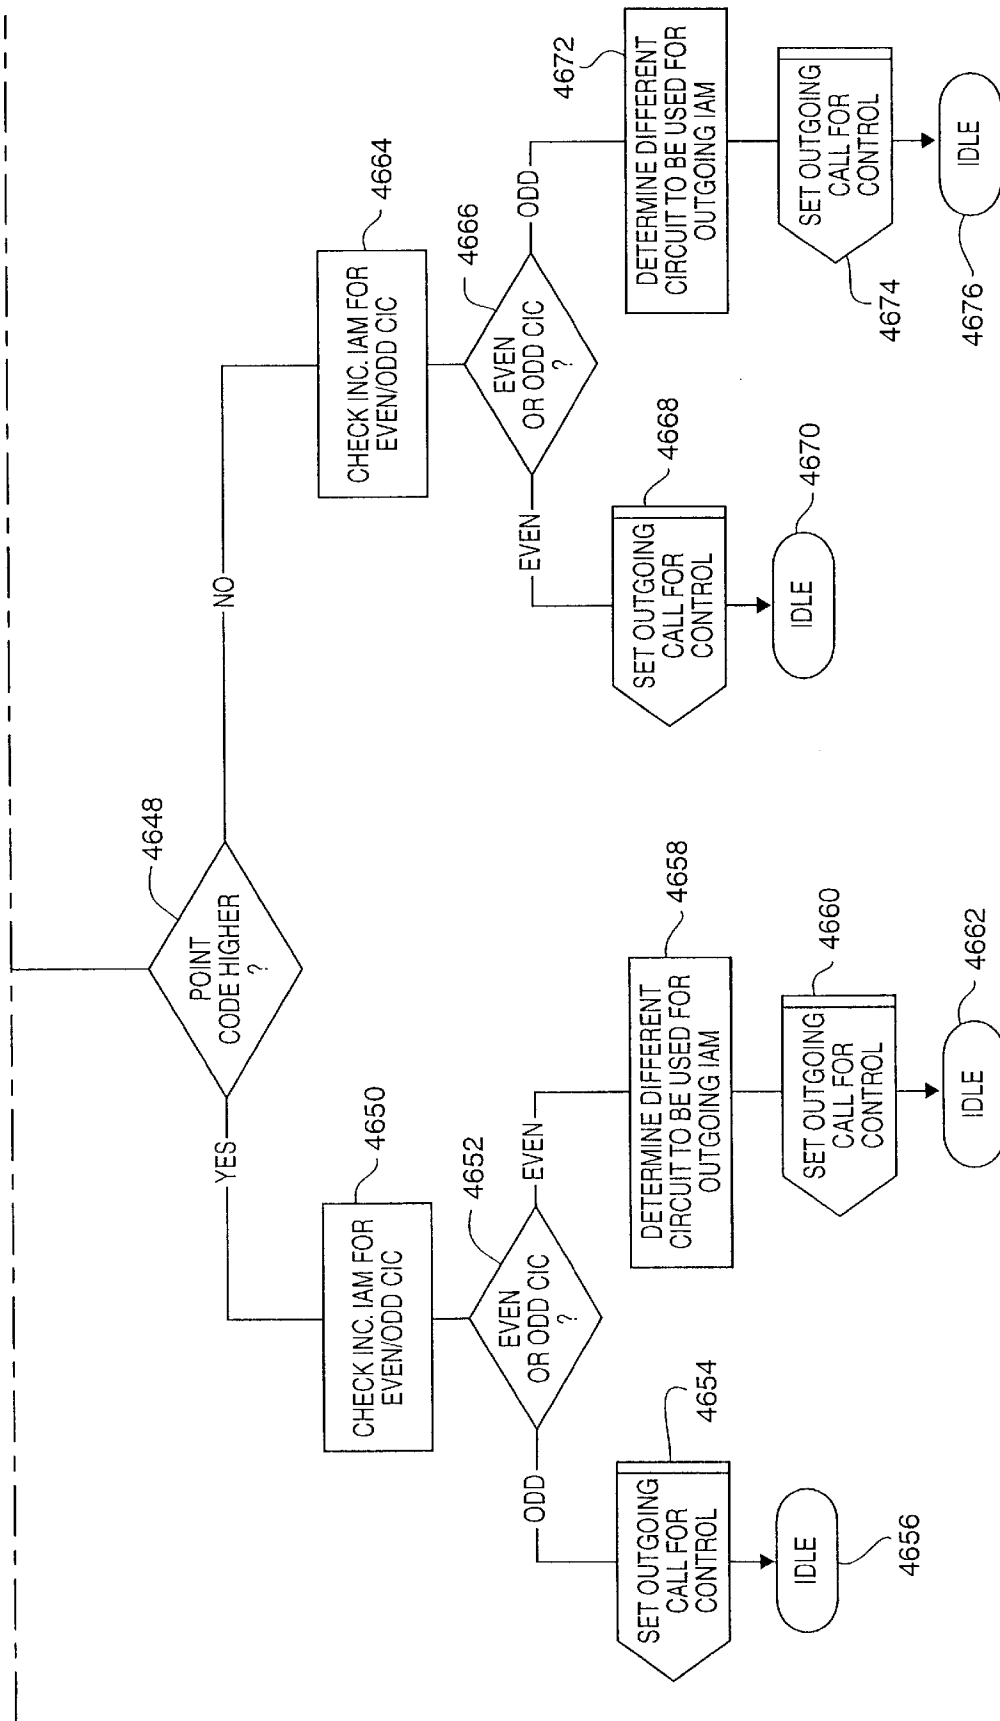 4648
POINT
CODE HIGHER
?
YES
NO
4650
CHECK INC. IAM FOR
EVEN/ODD CIC
4652
EVEN
OR ODD CIC
?
ODD
EVEN
4654
SET OUTGOING
CALL FOR
CONTROL
IDLE
4656
4658
DETERMINE DIFFERENT
CIRCUIT TO BE USED FOR
OUTGOING IAM
4660
SET OUTGOING
CALL FOR
CONTROL
4662
IDLE
4664
CHECK INC. IAM FOR
EVEN/ODD CIC
4666
EVEN
OR ODD CIC
?
EVEN
ODD
4668
SET OUTGOING
CALL FOR
CONTROL
4670
IDLE
4672
DETERMINE DIFFERENT
CIRCUIT TO BE USED FOR
OUTGOING IAM
SET OUTGOING
CALL FOR
CONTROL
4674
IDLE
4676